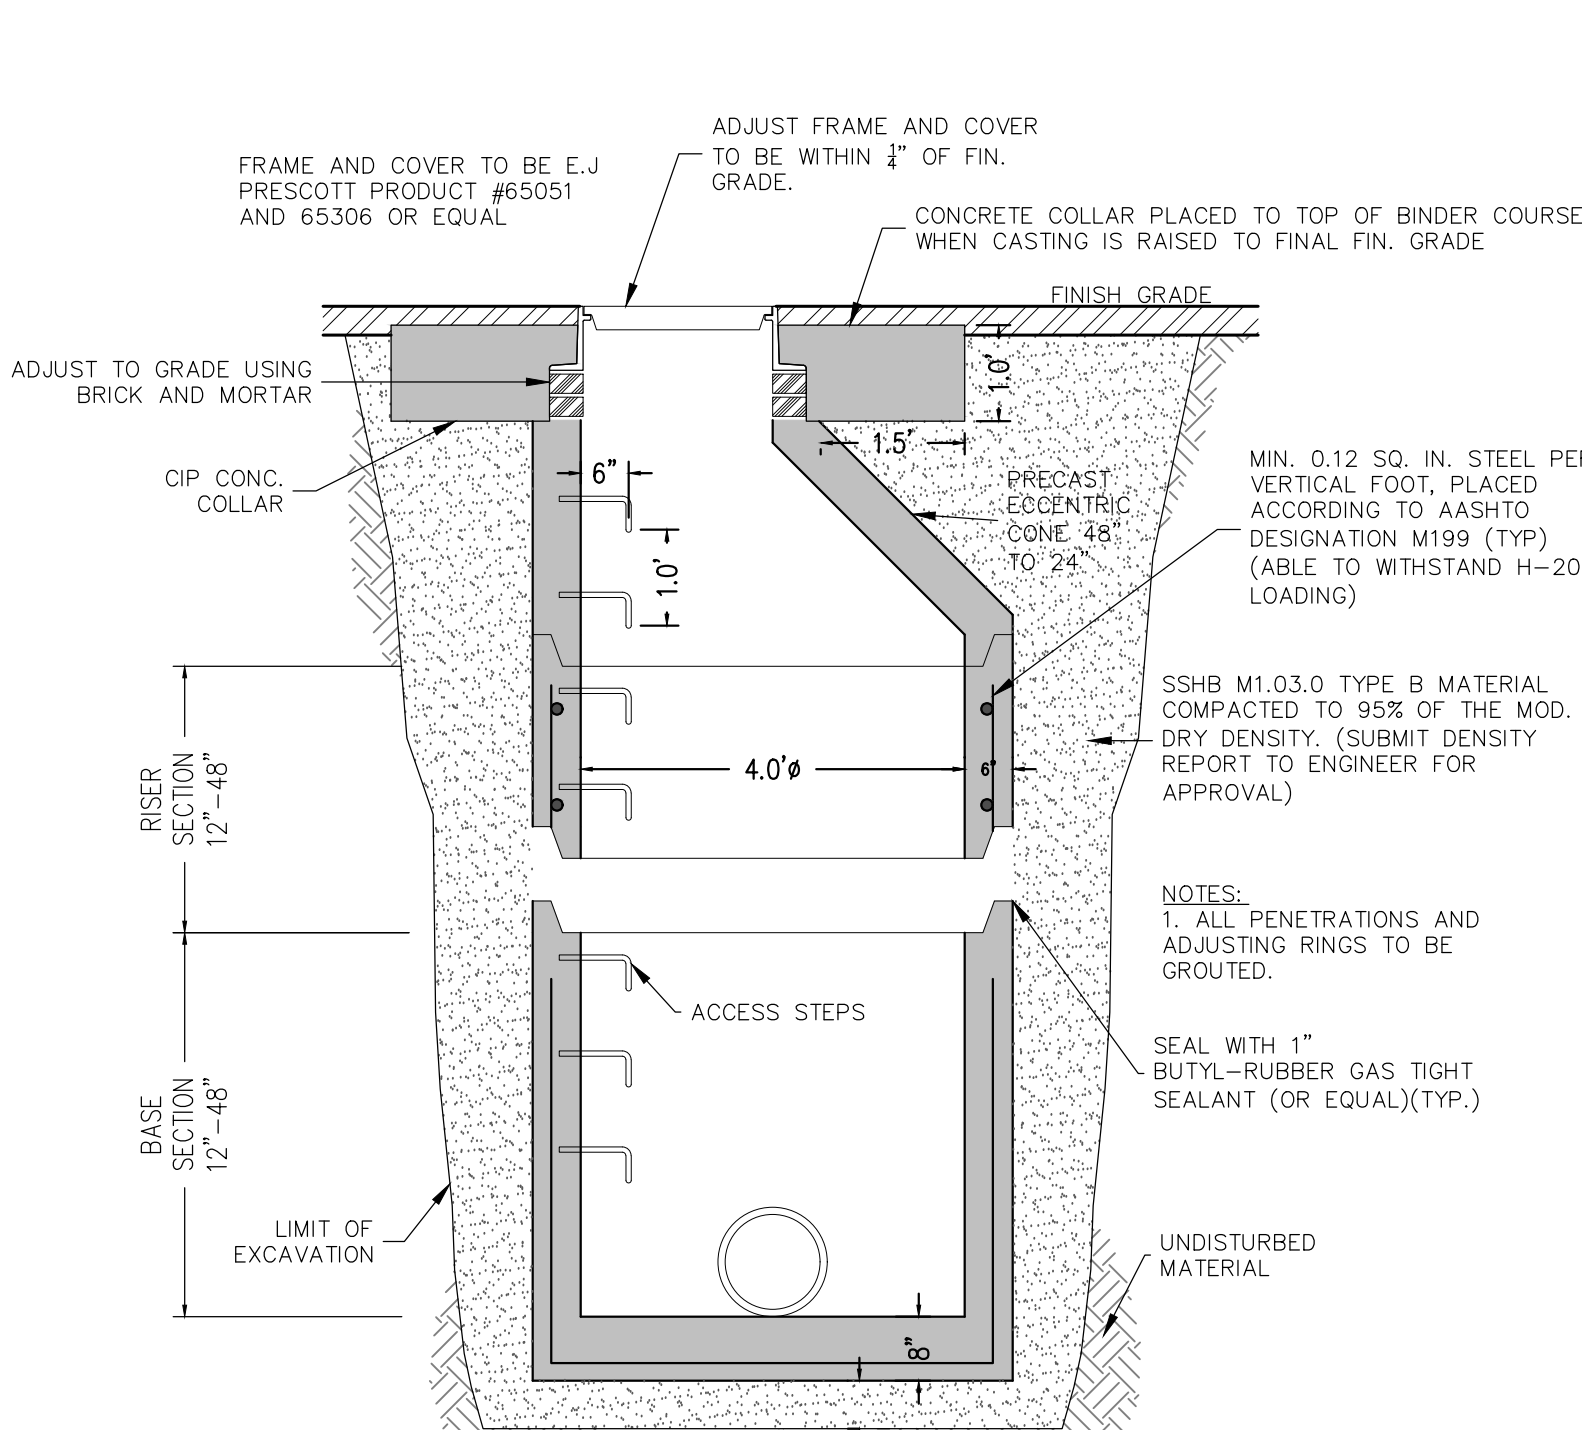 ADJUST FRAME AND COVER
TO BE WITHIN 1/4" OF FIN.
GRADE.
FRAME AND COVER TO BE E.J
PRESCOTT PRODUCT #65051
AND 65306 OR EQUAL
CONCRETE COLLAR PLACED TO TOP OF BINDER COURSE
WHEN CASTING IS RAISED TO FINAL FIN. GRADE
FINISH GRADE
ADJUST TO GRADE USING
BRICK AND MORTAR
1.0'
1.5'
CIP CONC.
COLLAR
6"
1.0'
PRECAST
ECCENTRIC
CONE 48"
TO 24"
MIN. 0.12 SQ. IN. STEEL PER
VERTICAL FOOT, PLACED
ACCORDING TO AASHTO
DESIGNATION M199 (TYP)
(ABLE TO WITHSTAND H-20
LOADING)
SSHB M1.03.0 TYPE B MATERIAL
COMPACTED TO 95% OF THE MOD.
DRY DENSITY. (SUBMIT DENSITY
REPORT TO ENGINEER FOR
APPROVAL)
RISER
SECTION
12"-48"
4.0'ø
6"
NOTES:
1. ALL PENETRATIONS AND
ADJUSTING RINGS TO BE
GROUTED.
ACCESS STEPS
SEAL WITH 1"
BUTYL-RUBBER GAS TIGHT
SEALANT (OR EQUAL)(TYP.)
BASE
SECTION
12"-48"
LIMIT OF
EXCAVATION
UNDISTURBED
MATERIAL
8"